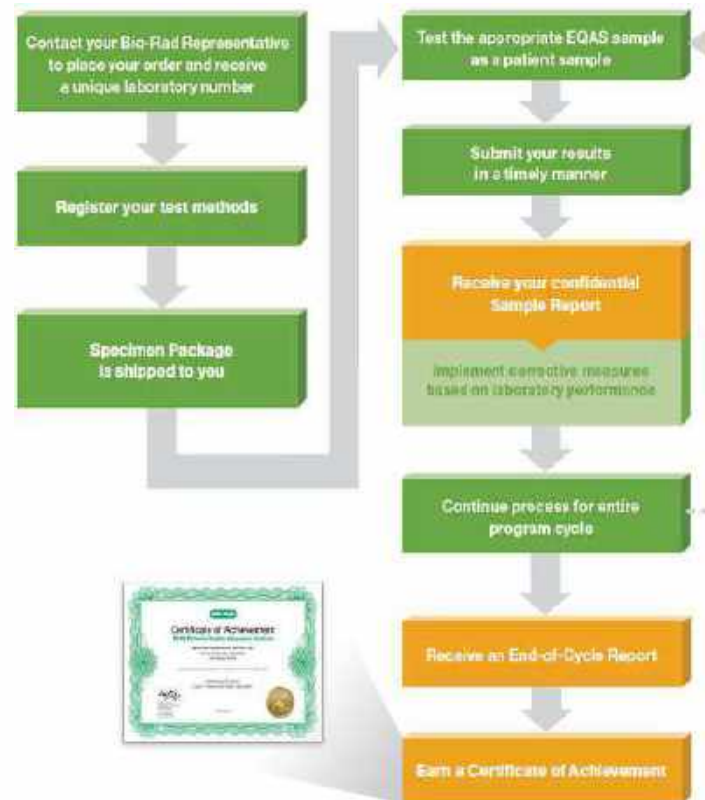 Contact your Bio-Rad Representative
to place your order and receive
a unique laboratory number
Register your test methods
Specimen Package
is shipped to you
Test the appropriate EQAS sample
as a patient sample
Submit your results
in a timely manner
Receive your confidential
Sample Report
Implement corrective measures
based on laboratory performance
Continue process for entire
program cycle
Receive an End-of-Cycle Report
Earn a Certificate of Achievement
BIO-RAD
Certificate of Achievement